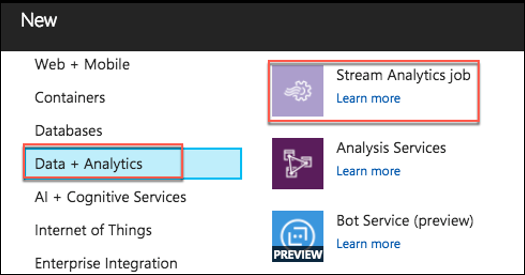 New
Web + Mobile
Containers
Databases
Data + Analytics
AI + Cognitive Services
Internet of Things
Enterprise Integration
Stream Analytics job
Learn more
Analysis Services
Learn more
Bot Service (preview)
Learn more
PREVIEW